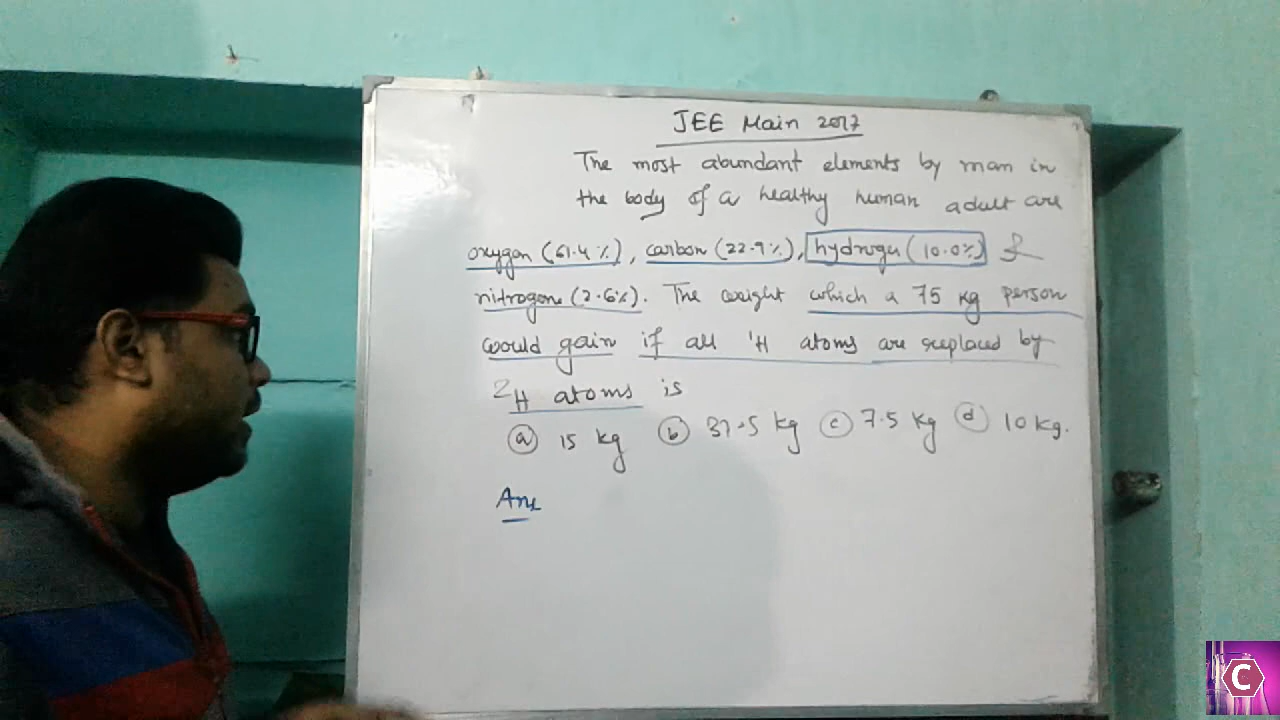 JEE Main 2017
The most abundant elements by man in
the body of a healthy human adult are
oxygen (61.4%), carbon (22.9%), hydrogen (10.0%) &
nitrogen (2.6%). The weight which a 75 kg person
would gain if all ¹H atoms are replaced by
²H atoms is
(a) 15 kg (b) 37.5 kg (c) 7.5 kg (d) 10 kg.
Ans
C